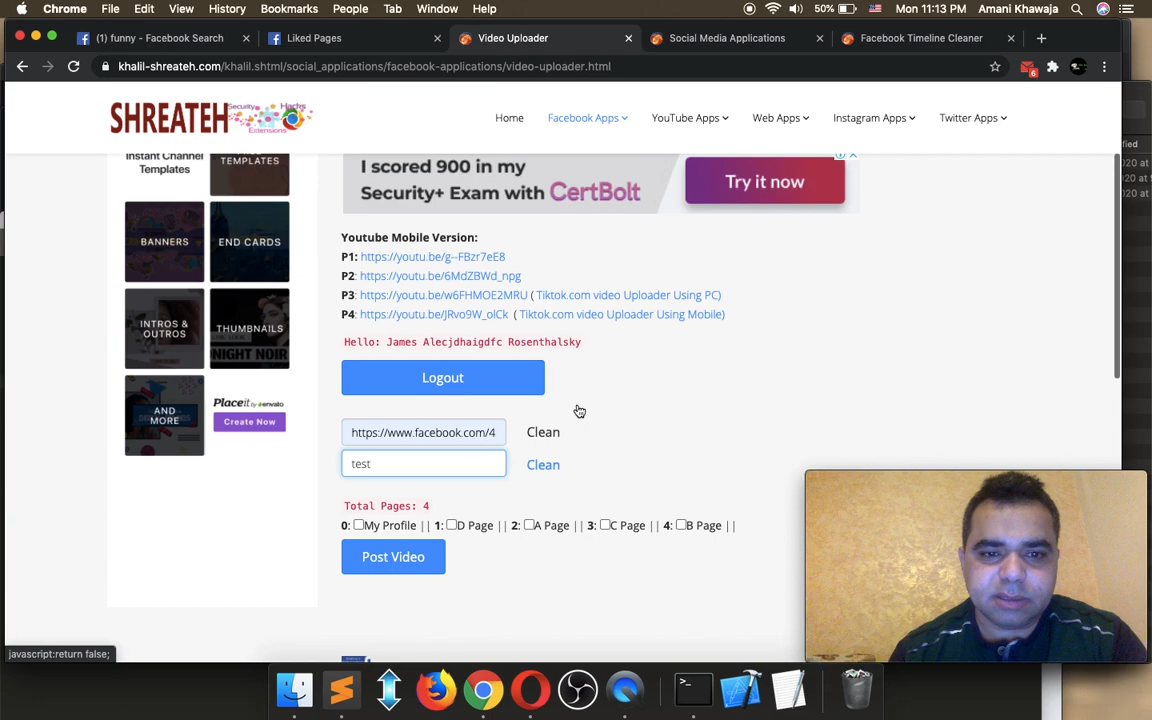 Chrome File Edit View History Bookmarks People Tab Window Help 50% Mon 11:13 PM Amani Khawaja
(1) funny - Facebook Search Liked Pages Video Uploader Social Media Applications Facebook Timeline Cleaner
khalil-shreateh.com/khalil.shtml/social_applications/facebook-applications/video-uploader.html 6
SHREATEH Security Hacks Extensions Home Facebook Apps YouTube Apps Web Apps Instagram Apps Twitter Apps
Instant Channel Templates
TEMPLATES
BANNERS
END CARDS
INTROS & OUTROS
THUMBNAILS
AND MORE
Placeit by envato
Create Now
I scored 900 in my
Security+ Exam with CertBolt
Try it now
Youtube Mobile Version:
P1: https://youtu.be/g--FBzr7eE8
P2: https://youtu.be/6MdZBWd_npg
P3: https://youtu.be/w6FHMOE2MRU ( Tiktok.com video Uploader Using PC)
P4: https://youtu.be/JRvo9W_olCk ( Tiktok.com video Uploader Using Mobile)
Hello: James Alecjdhaigdfc Rosenthalsky
Logout
https://www.facebook.com/4 Clean
test Clean
Total Pages: 4
0: My Profile || 1: D Page || 2: A Page || 3: C Page || 4: B Page ||
Post Video
javascript:return false;